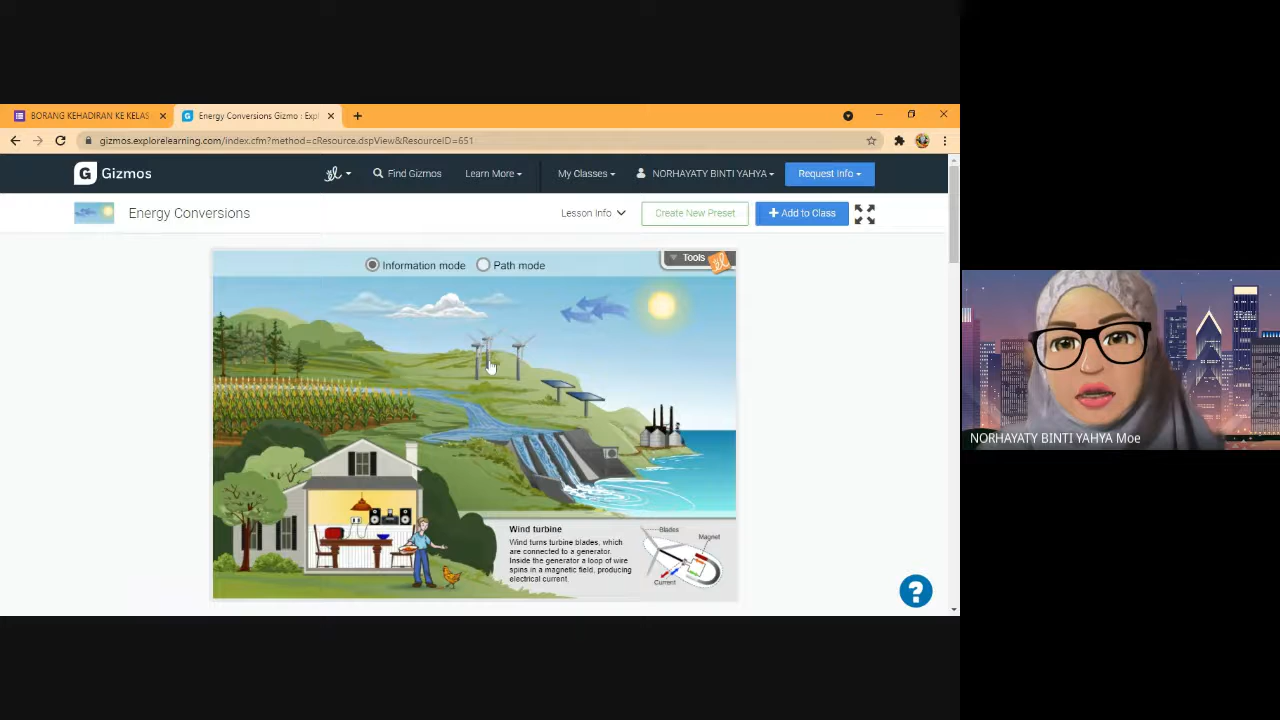 BORANG KEHADIRAN KE KELAS
Energy Conversions Gizmo : Expl
gizmos.explorelearning.com/index.cfm?method=cResource.dspView&ResourceID=651
G Gizmos
Find Gizmos
Learn More
My Classes
NORHAYATY BINTI YAHYA
Request Info
Energy Conversions
Lesson Info
Create New Preset
Add to Class
Information mode
Path mode
Tools
Wind turbine
Wind turns turbine blades, which
are connected to a generator.
Inside the generator a loop of wire
spins in a magnetic field, producing
electrical current.
Blades
Magnet
Current
?
NORHAYATY BINTI YAHYA Moe